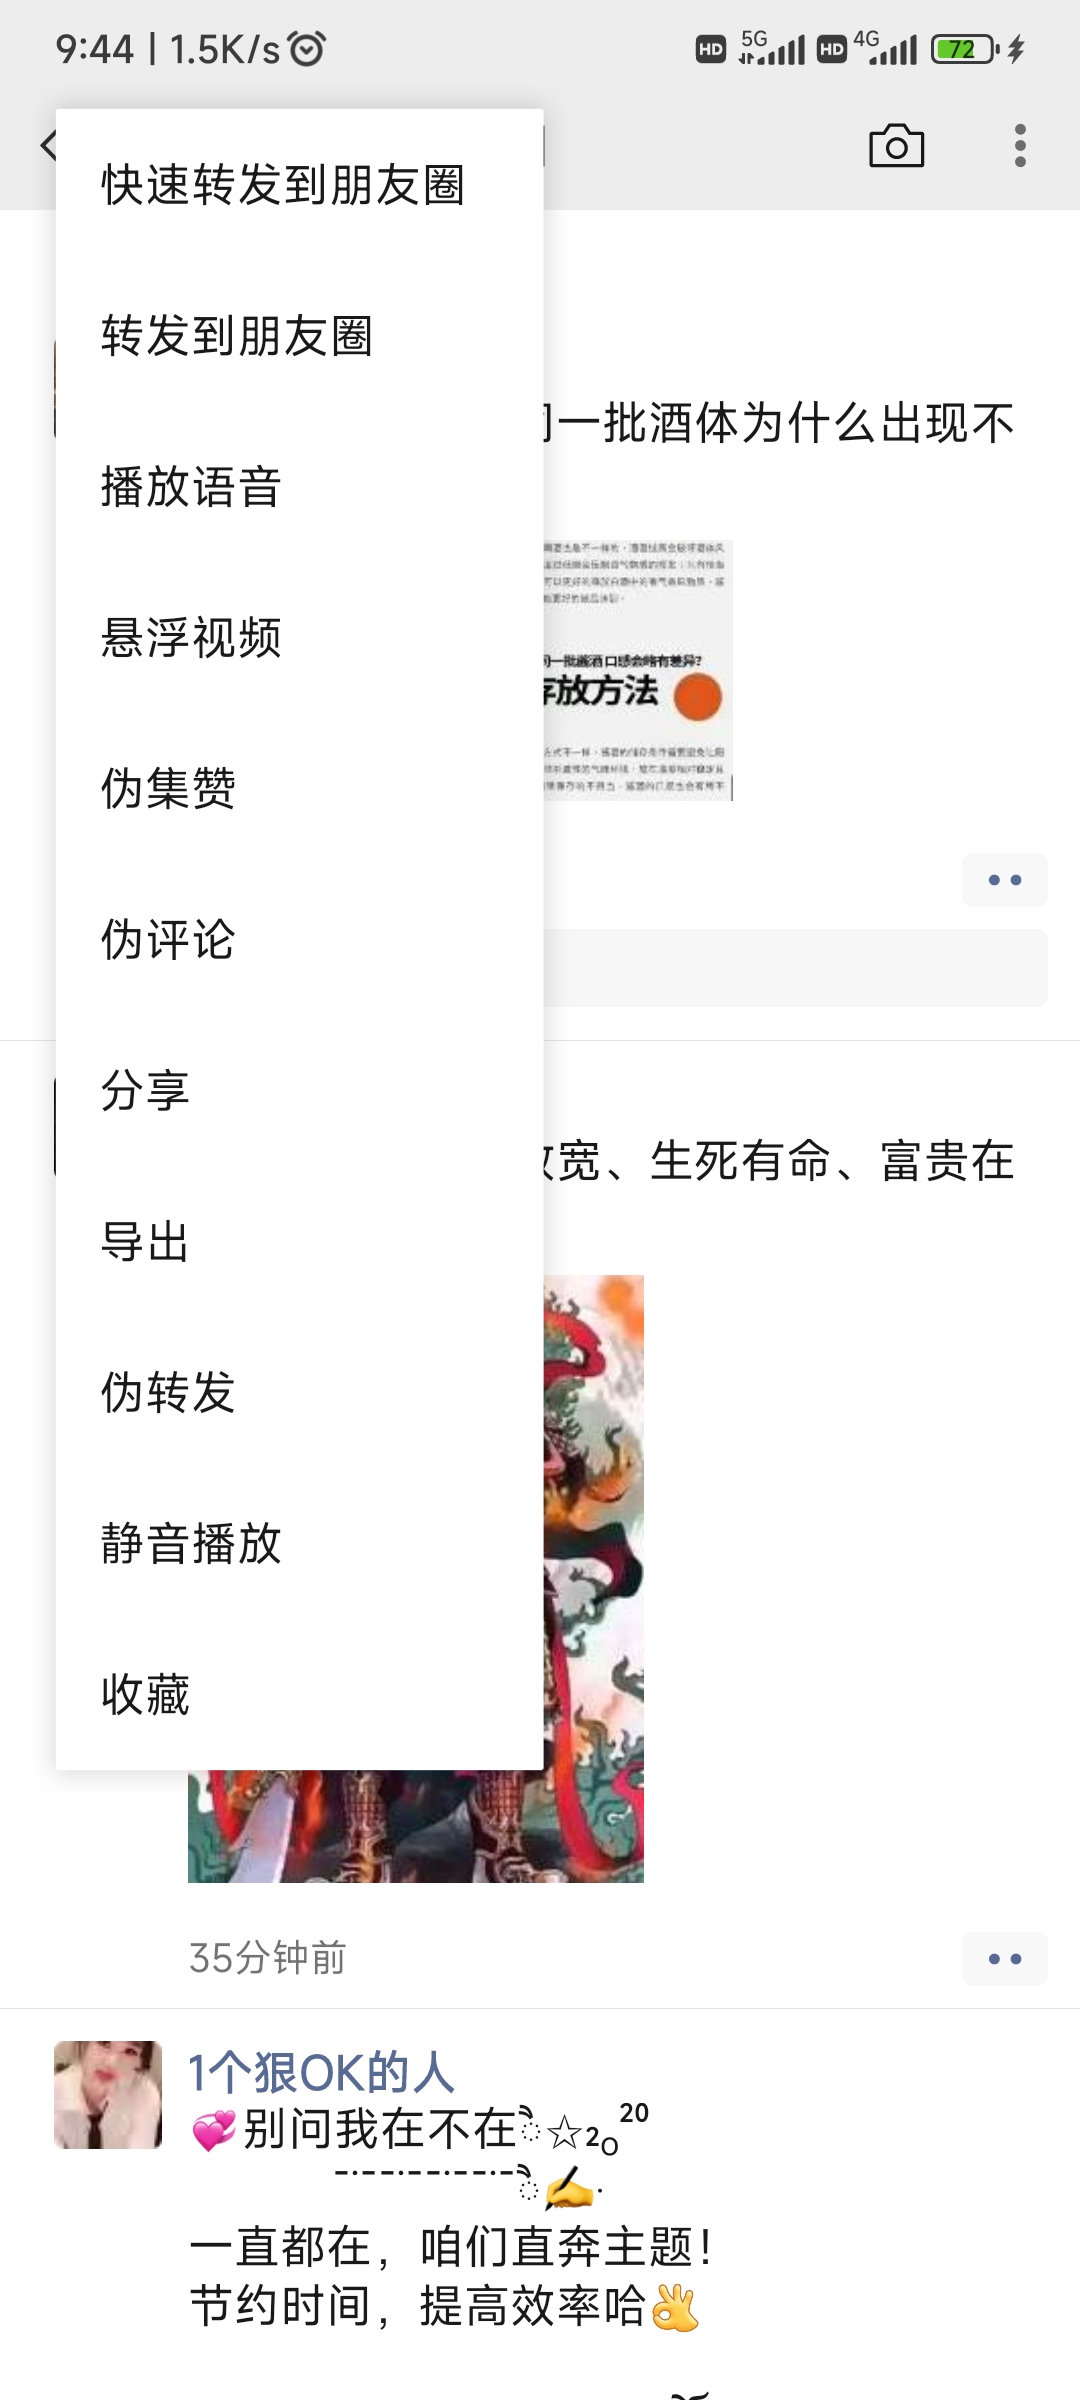 9:44 | 1.5K/s
HD 5G HD 4G 72
快速转发到朋友圈
转发到朋友圈
一批酒体为什么出现不
播放语音
一批酱酒口感会略有差异?
存放方法
悬浮视频
伪集赞
伪评论
分享
宽、生死有命、富贵在
导出
伪转发
静音播放
收藏
35分钟前
1个狠OK的人
💞别问我在不在া☆₂ₒ²⁰
-·--·--·-–·-া✍·
一直都在，咱们直奔主题！
节约时间，提高效率哈👌